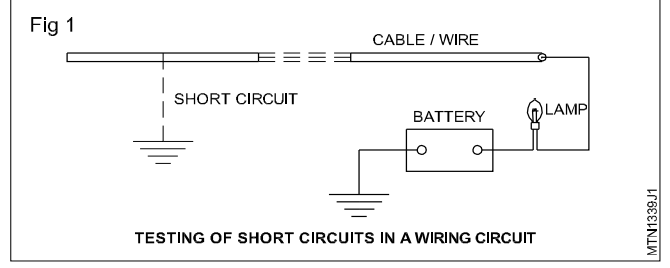 Fig 1
CABLE / WIRE
SHORT CIRCUIT
LAMP
BATTERY
MTN1339J1
TESTING OF SHORT CIRCUITS IN A WIRING CIRCUIT